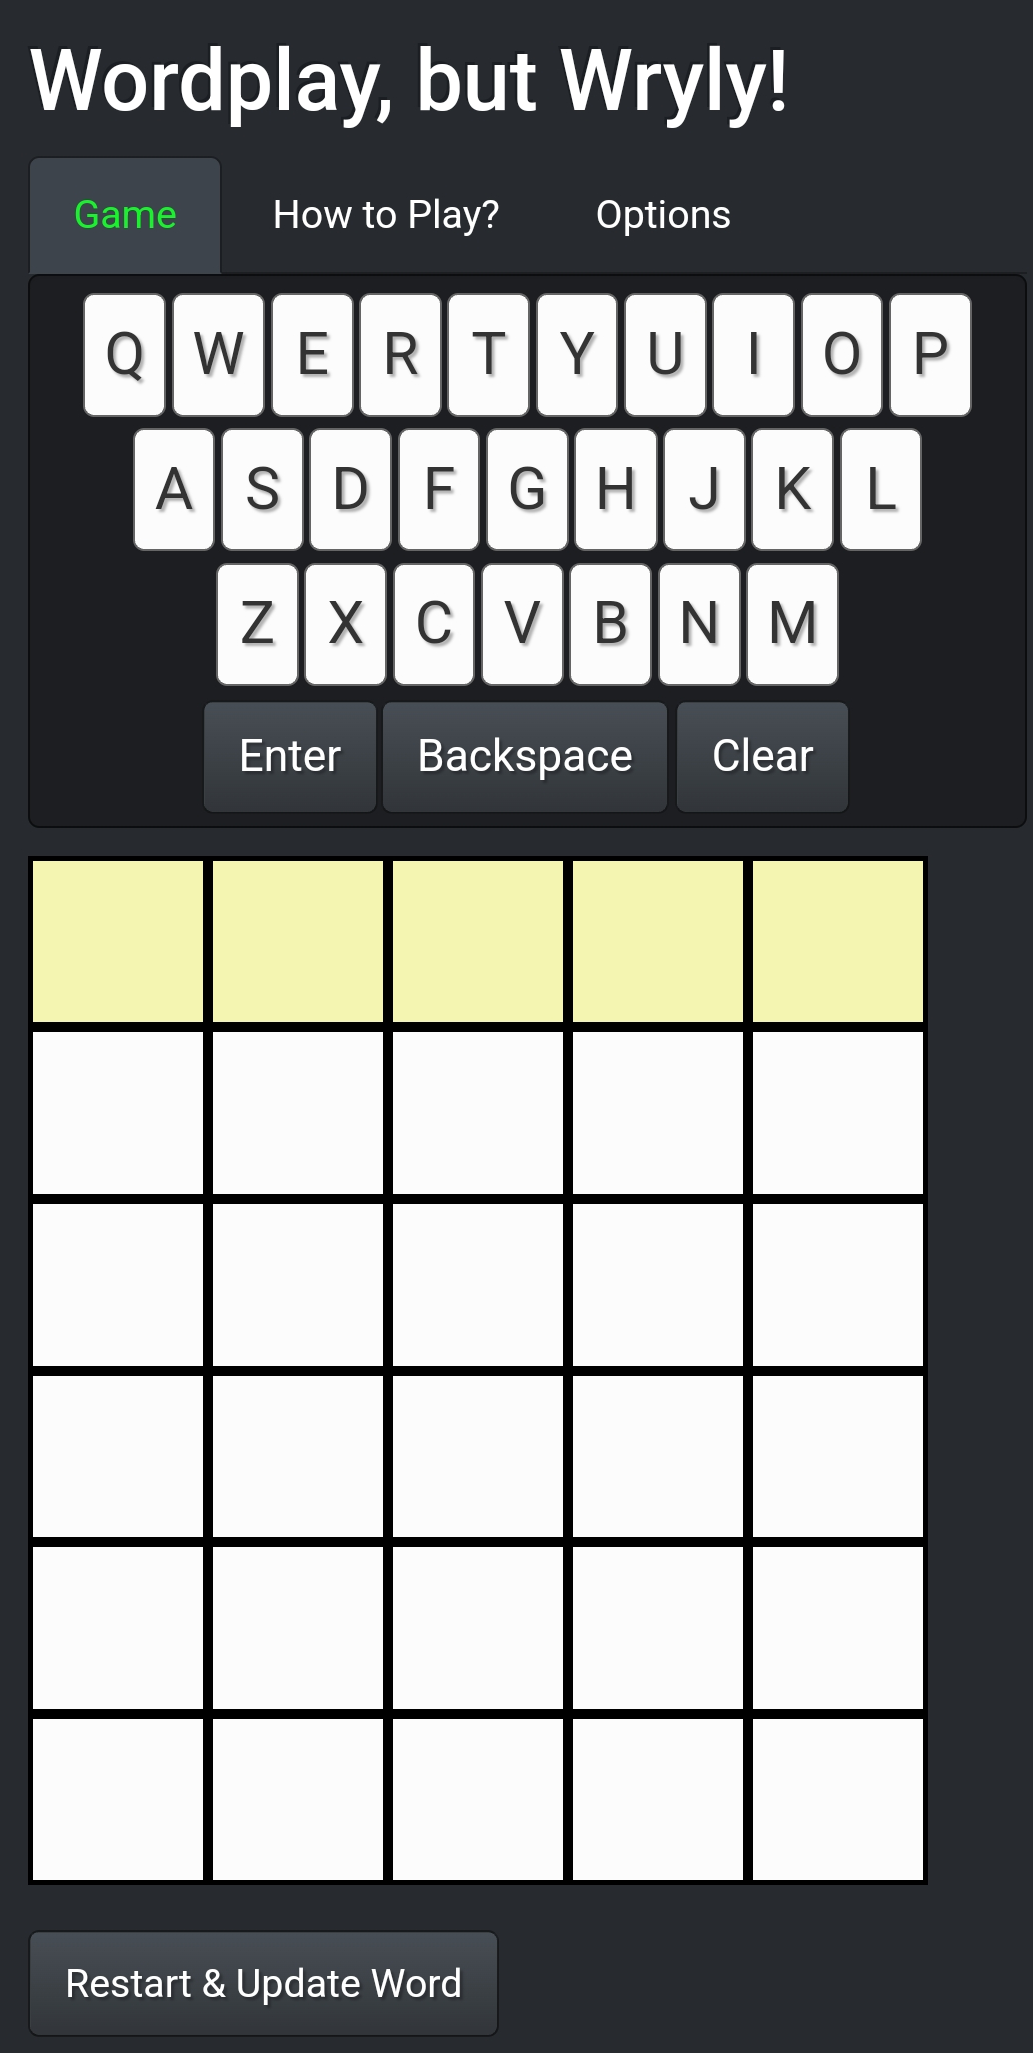 Wordplay, but Wryly!
Game How to Play? Options
Q W E R T Y U I O P
A S D F G H J K L
Z X C V B N M
Enter Backspace Clear
Restart & Update Word